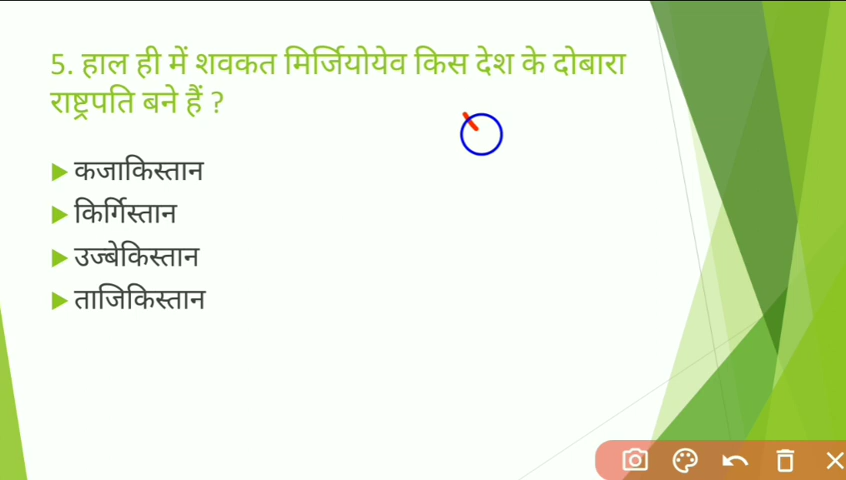 5. हाल ही में शवकत मिर्जियोयेव किस देश के दोबारा
राष्ट्रपति बने हैं ?
कजाकिस्तान
किर्गिस्तान
उज्बेकिस्तान
ताजिकिस्तान